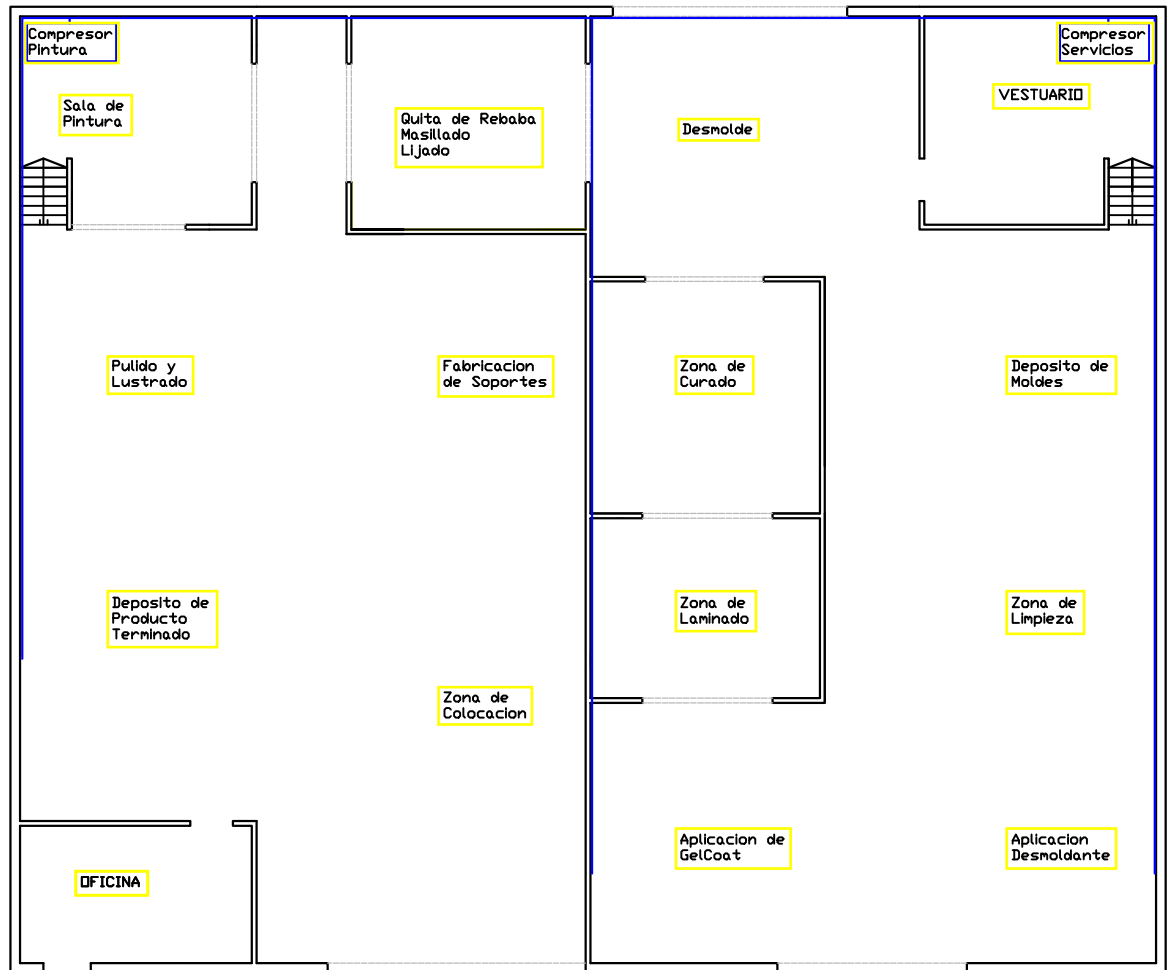 Compresor
Pintura
Compresor
Servicios
Sala de
Pintura
Quita de Rebaba
Masillado
Lijado
Desmolde
VESTUARIO
Pulido y
Lustrado
Fabricacion
de Soportes
Zona de
Curado
Deposito de
Moldes
Deposito de
Producto
Terminado
Zona de
Laminado
Zona de
Limpieza
Zona de
Colocacion
Aplicacion de
GelCoat
Aplicacion
Desmoldante
OFICINA